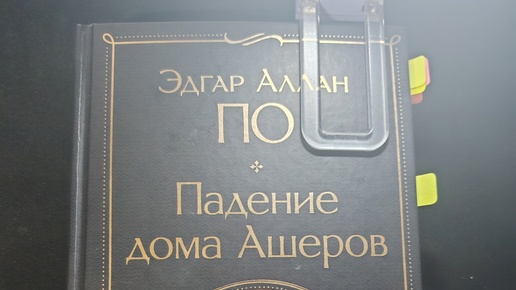 Эдгар Аллан
ПО
Падение
дома Ашеров